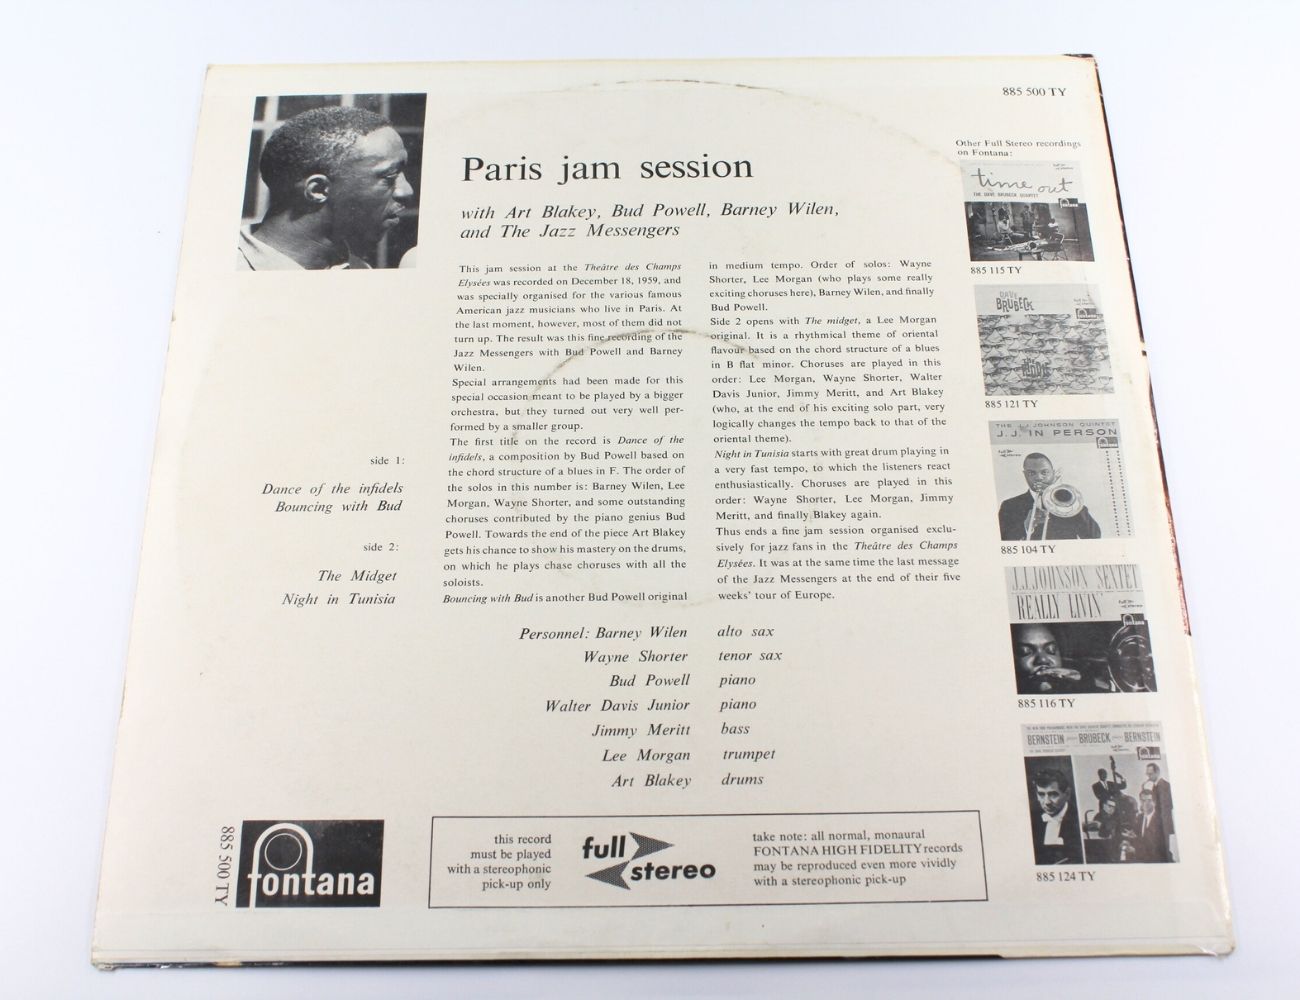 885 500 TY
Paris jam session
with Art Blakey, Bud Powell, Barney Wilen,
and The Jazz Messengers
This jam session at the Theâtre des Champs
Elysées was recorded on December 18, 1959, and
was specially organised for the various famous
American jazz musicians who live in Paris. At
the last moment, however, most of them did not
turn up. The result was this fine recording of the
Jazz Messengers with Bud Powell and Barney
Wilen.
Special arrangements had been made for this
special occasion meant to be played by a bigger
orchestra, but they turned out very well per-
formed by a smaller group.
The first title on the record is Dance of the
infidels, a composition by Bud Powell based on
the chord structure of a blues in F. The order of
the solos in this number is: Barney Wilen, Lee
Morgan, Wayne Shorter, and some outstanding
choruses contributed by the piano genius Bud
Powell. Towards the end of the piece Art Blakey
gets his chance to show his mastery on the drums,
on which he plays chase choruses with all the
soloists.
Bouncing with Bud is another Bud Powell original
in medium tempo. Order of solos: Wayne
Shorter, Lee Morgan (who plays some really
exciting choruses here), Barney Wilen, and finally
Bud Powell.
Side 2 opens with The midget, a Lee Morgan
original. It is a rhythmical theme of oriental
flavour based on the chord structure of a blues
in B flat minor. Choruses are played in this
order: Lee Morgan, Wayne Shorter, Walter
Davis Junior, Jimmy Meritt, and Art Blakey
(who, at the end of his exciting solo part, very
logically changes the tempo back to that of the
oriental theme).
Night in Tunisia starts with great drum playing in
a very fast tempo, to which the listeners react
enthusiastically. Choruses are played in this
order: Wayne Shorter, Lee Morgan, Jimmy
Meritt, and finally Blakey again.
Thus ends a fine jam session organised exclu-
sively for jazz fans in the Theâtre des Champs
Elysées. It was at the same time the last message
of the Jazz Messengers at the end of their five
weeks' tour of Europe.
side 1:
Dance of the infidels
Bouncing with Bud
side 2:
The Midget
Night in Tunisia
Personnel: Barney Wilen alto sax
Wayne Shorter tenor sax
Bud Powell piano
Walter Davis Junior piano
Jimmy Meritt bass
Lee Morgan trumpet
Art Blakey drums
Other Full Stereo recordings
on Fontana:
time out
THE DAVE BRUBECK QUARTET
fontana
885 115 TY
DAVE
BRUBECK
885 121 TY
THE J.J. JOHNSON QUINTET
J.J. IN PERSON
885 104 TY
J.J. JOHNSON SEXTET
REALLY LIVIN'
fontana
885 116 TY
BERNSTEIN BRUBECK BERNSTEIN
885 124 TY
885 500 TY
fontana
this record
must be played
with a stereophonic
pick-up only
full
stereo
take note: all normal, monaural
FONTANA HIGH FIDELITY records
may be reproduced even more vividly
with a stereophonic pick-up